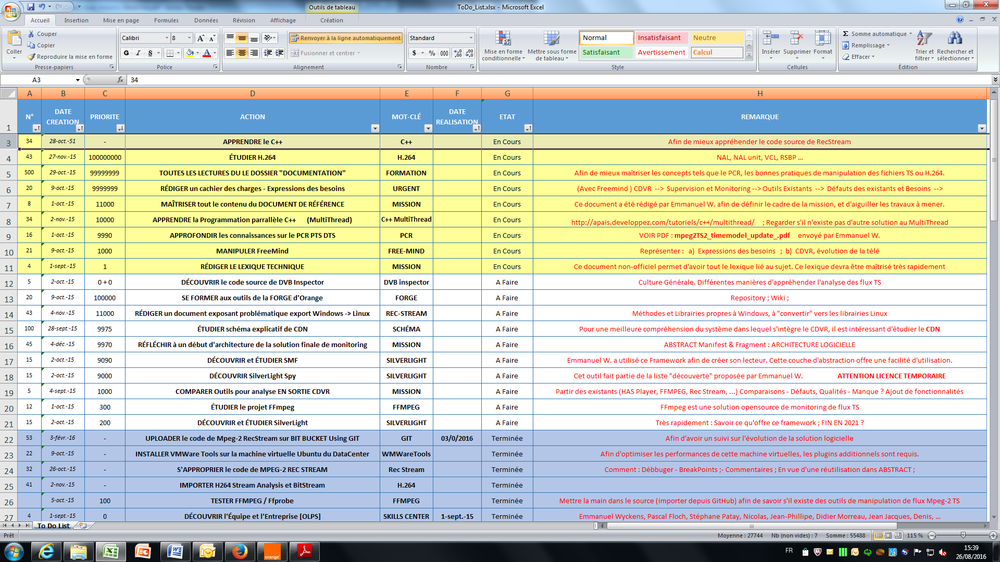 Outils de tableau
ToDo_List.xlsx - Microsoft Excel
Accueil Insertion Mise en page Formules Données Révision Affichage Création
Coller
Couper
Copier
Reproduire la mise en forme
Presse-papiers
Calibri 8
G I S
Police
Renvoyer à la ligne automatiquement
Fusionner et centrer
Alignement
Standard
$ % 000
Nombre
Mise en forme conditionnelle
Mettre sous forme de tableau
Normal Insatisfaisant Neutre
Satisfaisant Avertissement Calcul
Style
Insérer Supprimer Format
Cellules
Somme automatique
Remplissage
Effacer
Trier et filtrer
Rechercher et sélectionner
Édition
A3 fx 34
A B C D E F G H
1 N° DATE CREATION PRIORITE ACTION MOT-CLÉ DATE REALISATION ETAT REMARQUE
3 34 28-oct.-51 - APPRENDRE le C++ C++ En Cours Afin de mieux appréhender le code source de RecStream
4 43 27-nov.-15 100000000 ÉTUDIER H.264 H.264 En Cours NAL, NAL unit, VCL, RSBP ...
5 500 29-oct.-15 99999999 TOUTES LES LECTURES DU LE DOSSIER "DOCUMENTATION" FORMATION En Cours Afin de mieux maîtriser les concepts tels que le PCR, les bonnes pratiques de manipulation des fichiers TS ou H.264.
6 20 9-oct.-15 9999999 RÉDIGER un cachier des charges - Expressions des besoins URGENT En Cours (Avec Freemind ) CDVR --> Supervision et Monitoring --> Outils Existants --> Défauts des existants et Besoins -->
7 8 1-oct.-15 11000 MAÎTRISER tout le contenu du DOCUMENT DE RÉFÉRENCE MISSION En Cours Ce document a été rédigé par Emmanuel W. afin de définir le cadre de la mission, et d'aiguiller les travaux à mener.
8 34 2-nov.-15 10000 APPRENDRE la Programmation parrallèle C++ (MultiThread) C++ MultiThread En Cours http://apais.developpez.com/tutoriels/c++/multithread/ ; Regarder s'il n'existe pas d'autre solution au MultiThread
9 16 1-oct.-15 9990 APPROFONDIR les connaissances sur le PCR PTS DTS PCR En Cours VOIR PDF : mpeg2TS2_timemodel_update_.pdf envoyé par Emmanuel W.
10 21 9-oct.-15 1000 MANIPULER FreeMind FREE-MIND En Cours Représenter : a) Expressions des besoins ; b) CDVR, évolution de la télé
11 4 1-sept.-15 1 RÉDIGER LE LEXIQUE TECHNIQUE MISSION En Cours Ce document non-officiel permet d'avoir tout le lexique lié au sujet. Ce lexique devra être maîtrisé très rapidement
12 5 2-oct.-15 0 + 0 DÉCOUVRIR le code source de DVB Inspector DVB inspector A Faire Culture Générale. Différentes manières d'appréhender l'analyse des flux TS
13 20 9-oct.-15 100000 SE FORMER aux outils de la FORGE d'Orange FORGE A Faire Repository ; Wiki ;
14 43 4-nov.-15 11000 RÉDIGER un document exposant problématique export Windows -> Linux REC-STREAM A Faire Méthodes et Librairies propres à Windows, à "convertir" vers les librairies Linux
15 100 28-sept.-15 9975 ÉTUDIER schéma explicatif de CDN SCHÉMA A Faire Pour une meilleure compréhension du système dans lequel s'intègre le CDVR, il est intéressant d'étudier le CDN
16 45 4-déc.-15 9970 RÉFLÉCHIR à un début d'architecture de la solution finale de monitoring MISSION A Faire ABSTRACT Manifest & Fragment : ARCHITECTURE LOGICIELLE
17 15 2-oct.-15 9090 DÉCOUVRIR et ÉTUDIER SMF SILVERLIGHT A Faire Emmanuel W. a utilisé ce Framework afin de créer son lecteur. Cette couche d'abstraction offre une facilité d'utilisation.
18 15 2-oct.-15 9000 DÉCOUVRIR SilverLight Spy SILVERLIGHT A Faire Cet outil fait partie de la liste "découverte" proposée par Emmanuel W. ATTENTION LICENCE TEMPORAIRE
19 5 4-sept.-15 1000 COMPARER Outils pour analyse EN SORTIE CDVR MISSION A Faire Partir des existants (HAS Player, FFMPEG, Rec Stream, ...) Comparaisons - Défauts, Qualités - Manque ? Ajout de fonctionnalités
20 12 1-oct.-15 300 ÉTUDIER le projet FFmpeg FFMPEG A Faire FFmpeg est une solution opensource de monitoring de flux TS
21 15 2-oct.-15 200 DÉCOUVRIR et ÉTUDIER SilverLight SILVERLIGHT A Faire Très rapidement : Savoir ce qu'offre ce framework ; FIN EN 2021 ?
22 53 3-févr.-16 - UPLOADER le code de Mpeg-2 RecStream sur BIT BUCKET Using GIT GIT 03/0/2016 Terminée Afin d'avoir un suivi sur l'évolution de la solution logicielle
23 22 9-oct.-15 - INSTALLER VMWare Tools sur la machine virtuelle Ubuntu du DataCenter WMWareTools Terminée Afin d'optimiser les performances de cette machine virtuelles, les plugins additionnels sont requis.
24 32 26-oct.-15 - S'APPROPRIER le code de MPEG-2 REC STREAM Rec Stream Terminée Comment : Débbuger - BreakPoints ;- Commentaires ; En vue d'une réutilisation dans ABSTRACT ;
25 41 2-nov.-15 - IMPORTER H264 Stream Analysis et BitStream H.264 Terminée
26 5-oct.-15 100 TESTER FFMPEG / Ffprobe FFMPEG Terminée Mettre la main dans le source (importer depuis GitHub) afin de savoir s'il existe des outils de manipulation de flux Mpeg-2 TS
27 4 1-sept.-15 0 DÉCOUVRIR l'Équipe et l'Entreprise [OLPS] SKILLS CENTER 1-sept.-15 Terminée Emmanuel Wyckens, Pascal Floch, Stéphane Patay, Nicolas, Jean-Phillipe, Didier Morreau, Jean Jacques, Denis, ...
To Do List
Prêt Moyenne : 27744 Nb (non vides) : 7 Somme : 55488 115 %
orange
FR 15:39
26/08/2016